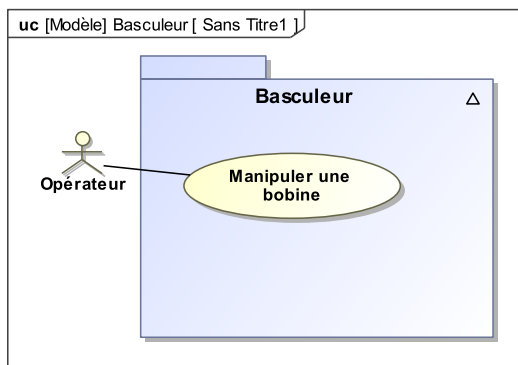 uc [Modèle] Basculeur [ Sans Titre1 ]
Basculeur
Opérateur
Manipuler une
bobine